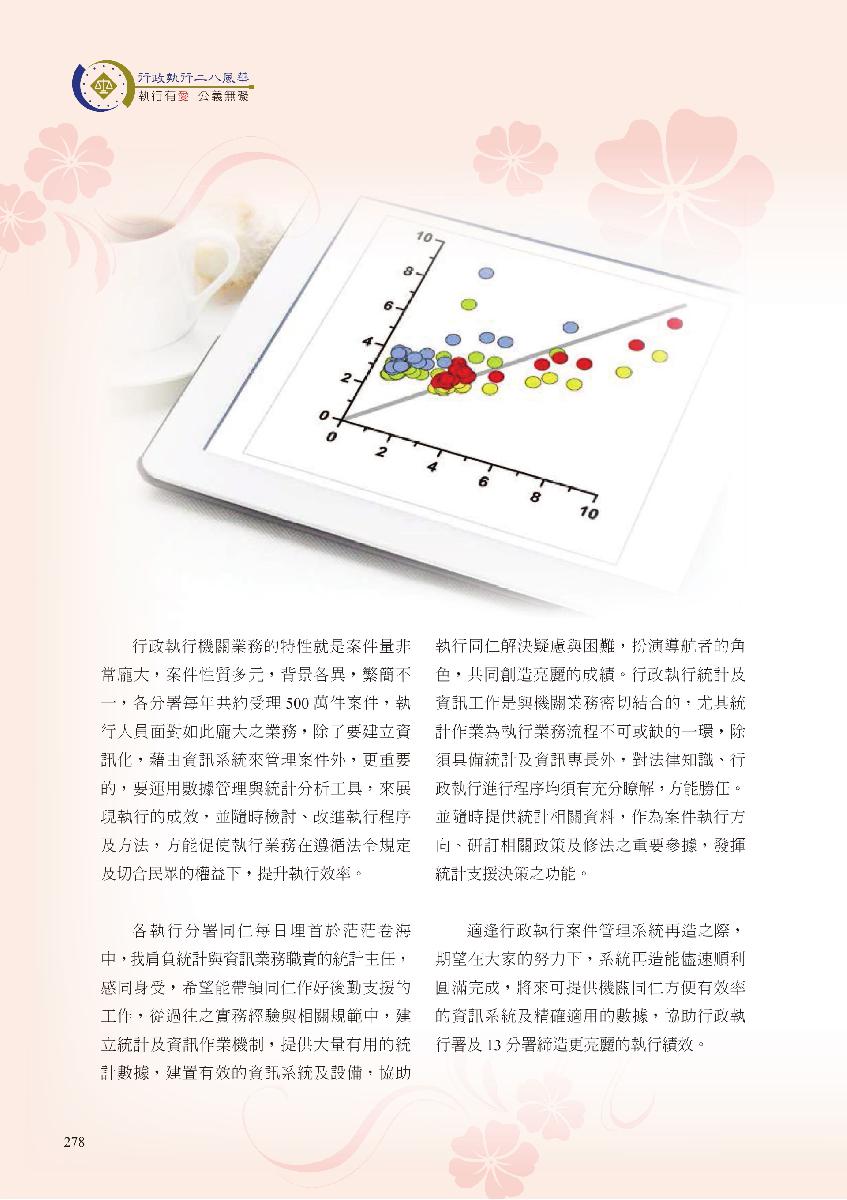 行政執行二八風華
執行有愛 公義無礙
10
8
6
4
2
0
0
2
4
6
8
10
行政執行機關業務的特性就是案件量非
常龐大，案件性質多元，背景各異，繁簡不
一，各分署每年共約受理 500 萬件案件，執
行人員面對如此龐大之業務，除了要建立資
訊化，藉由資訊系統來管理案件外，更重要
的，要運用數據管理與統計分析工具，來展
現執行的成效，並隨時檢討、改進執行程序
及方法，方能促使執行業務在遵循法令規定
及切合民眾的權益下，提升執行效率。
各執行分署同仁每日埋首於茫茫卷海
中，我肩負統計與資訊業務職責的統計主任，
感同身受，希望能帶領同仁作好後勤支援的
工作，從過往之實務經驗與相關規範中，建
立統計及資訊作業機制，提供大量有用的統
計數據，建置有效的資訊系統及設備，協助
執行同仁解決疑慮與困難，扮演導航者的角
色，共同創造亮麗的成績。行政執行統計及
資訊工作是與機關業務密切結合的，尤其統
計作業為執行業務流程不可或缺的一環，除
須具備統計及資訊專長外，對法律知識、行
政執行進行程序均須有充分瞭解，方能勝任。
並隨時提供統計相關資料，作為案件執行方
向、研訂相關政策及修法之重要參據，發揮
統計支援決策之功能。
適逢行政執行案件管理系統再造之際，
期望在大家的努力下，系統再造能儘速順利
圓滿完成，將來可提供機關同仁方便有效率
的資訊系統及精確適用的數據，協助行政執
行署及 13 分署締造更亮麗的執行績效。
278